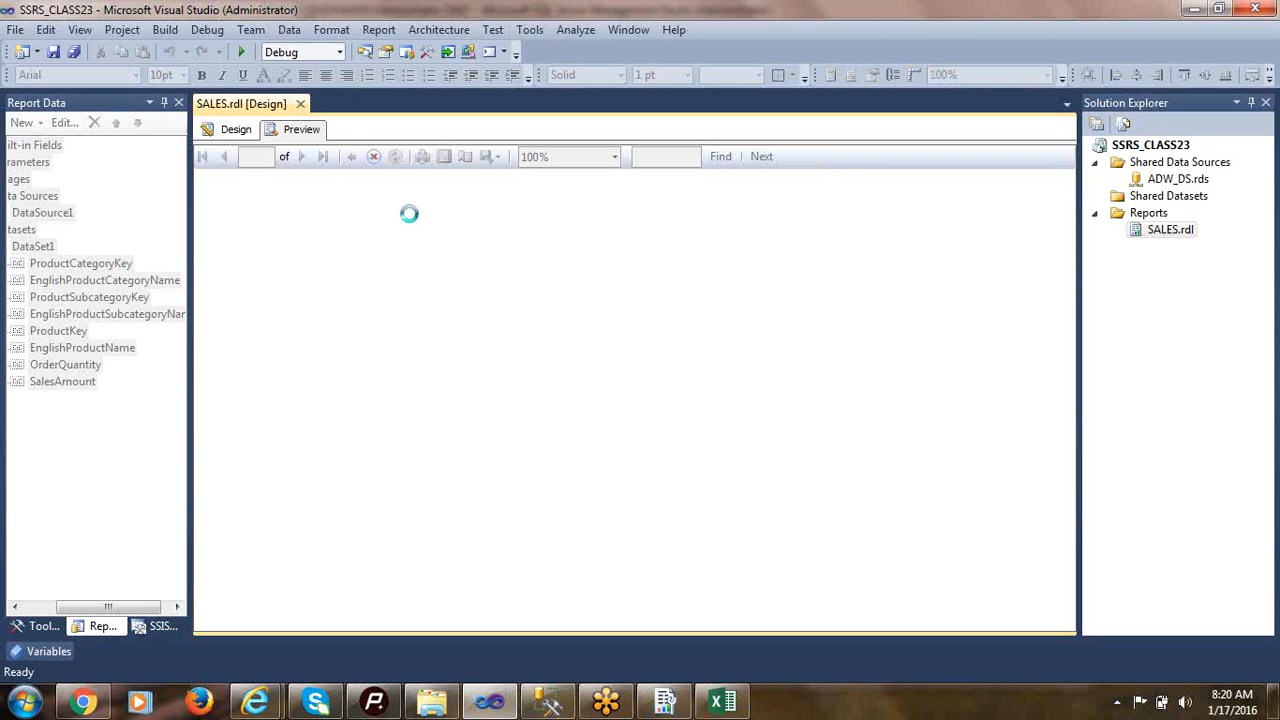 SSRS_CLASS23 - Microsoft Visual Studio (Administrator)
File Edit View Project Build Debug Team Data Format Report Architecture Test Tools Analyze Window Help
Debug
Arial 10pt B I U A Solid 1 pt 100%
Report Data
SALES.rdl [Design]
Solution Explorer
New Edit...
Design Preview
of 100% Find Next
ilt-in Fields
rameters
ages
ta Sources
DataSource1
tasets
DataSet1
ProductCategoryKey
EnglishProductCategoryName
ProductSubcategoryKey
EnglishProductSubcategoryNar
ProductKey
EnglishProductName
OrderQuantity
SalesAmount
SSRS_CLASS23
Shared Data Sources
ADW_DS.rds
Shared Datasets
Reports
SALES.rdl
Tool... Rep... SSIS...
Variables
Ready
8:20 AM
1/17/2016